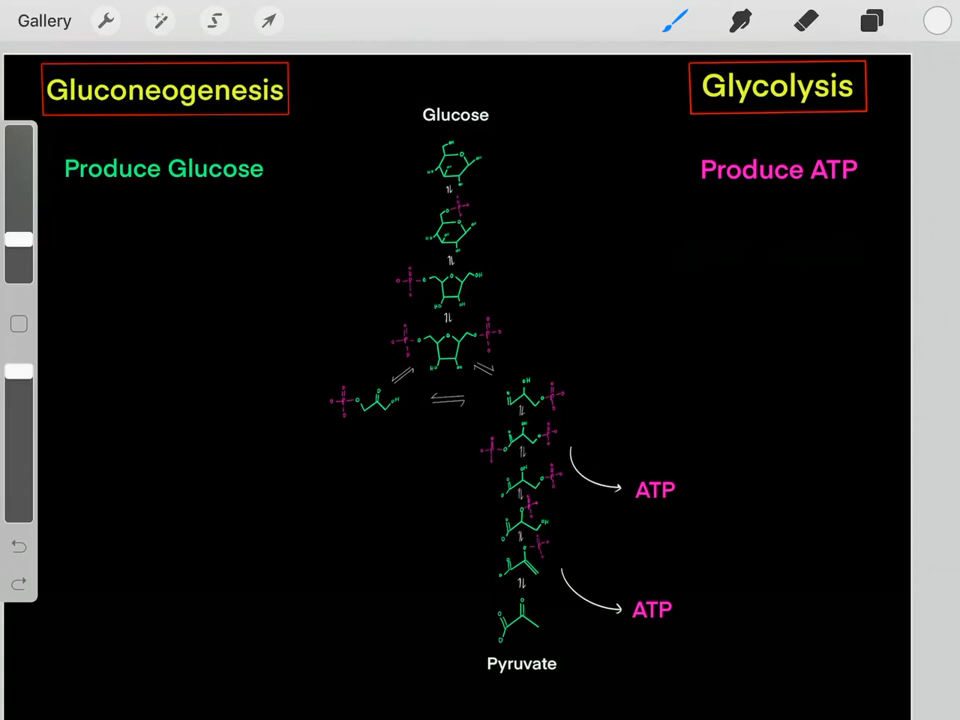 Gallery
Gluconeogenesis
Glycolysis
Glucose
Produce Glucose
Produce ATP
ATP
ATP
Pyruvate